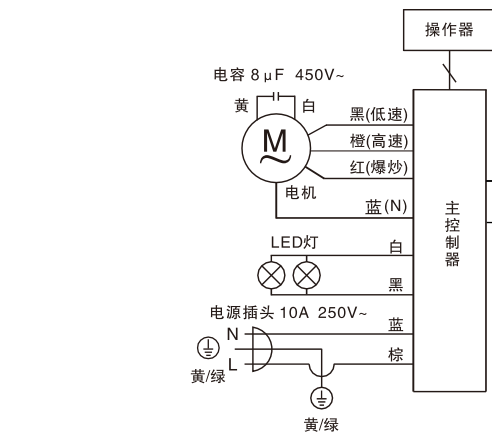 操作器
电容 8 μF 450V~
黄
白
M
~
黑(低速)
橙(高速)
红(爆炒)
电机
蓝(N)
主控制器
LED灯
白
黑
电源插头 10A 250V~
N
蓝
L
棕
黄/绿
黄/绿